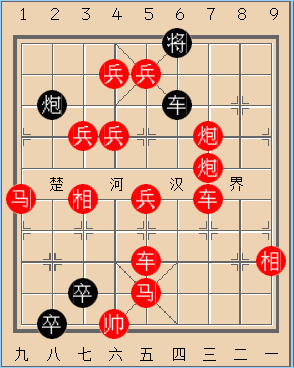 1 2 3 4 5 6 7 8 9
将
兵 兵
炮 车
兵 兵 炮
楚 河 汉 界 炮
马 相 兵 车
车 相
卒 马
卒 帅
九 八 七 六 五 四 三 二 一